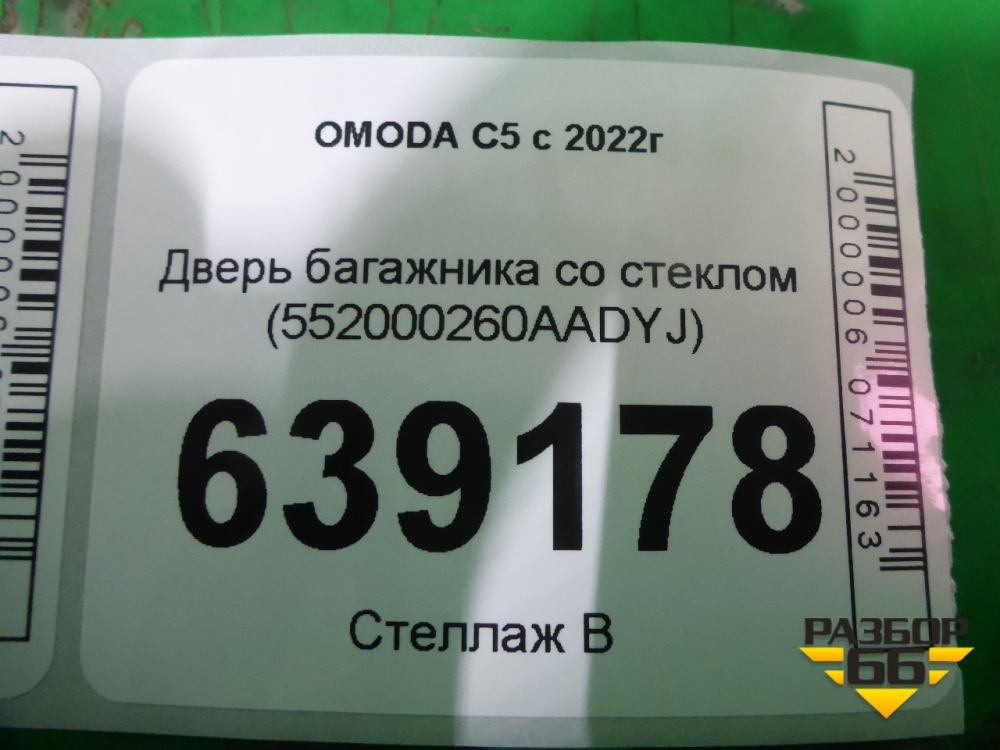 OMODA C5 с 2022г
Дверь багажника со стеклом
(552000260AADYJ)
639178
Стеллаж В
2000006071163
РАЗБОР
66